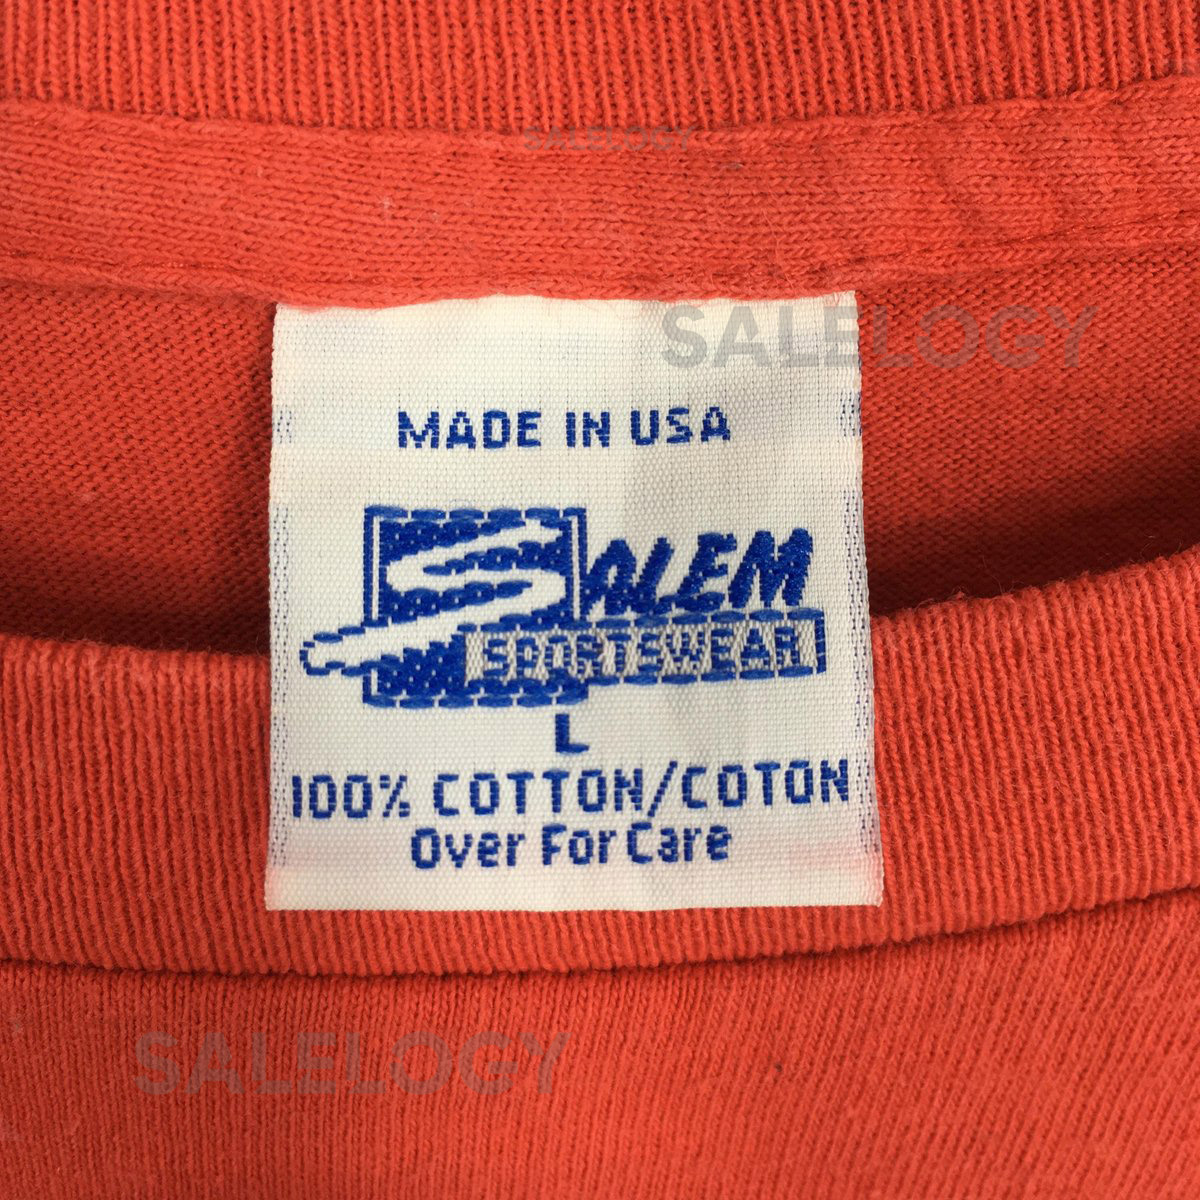 SALELOGY
SALELOGY
MADE IN USA
SALEM
SPORTSWEAR
L
100% COTTON/COTON
Over For Care
SALELOGY